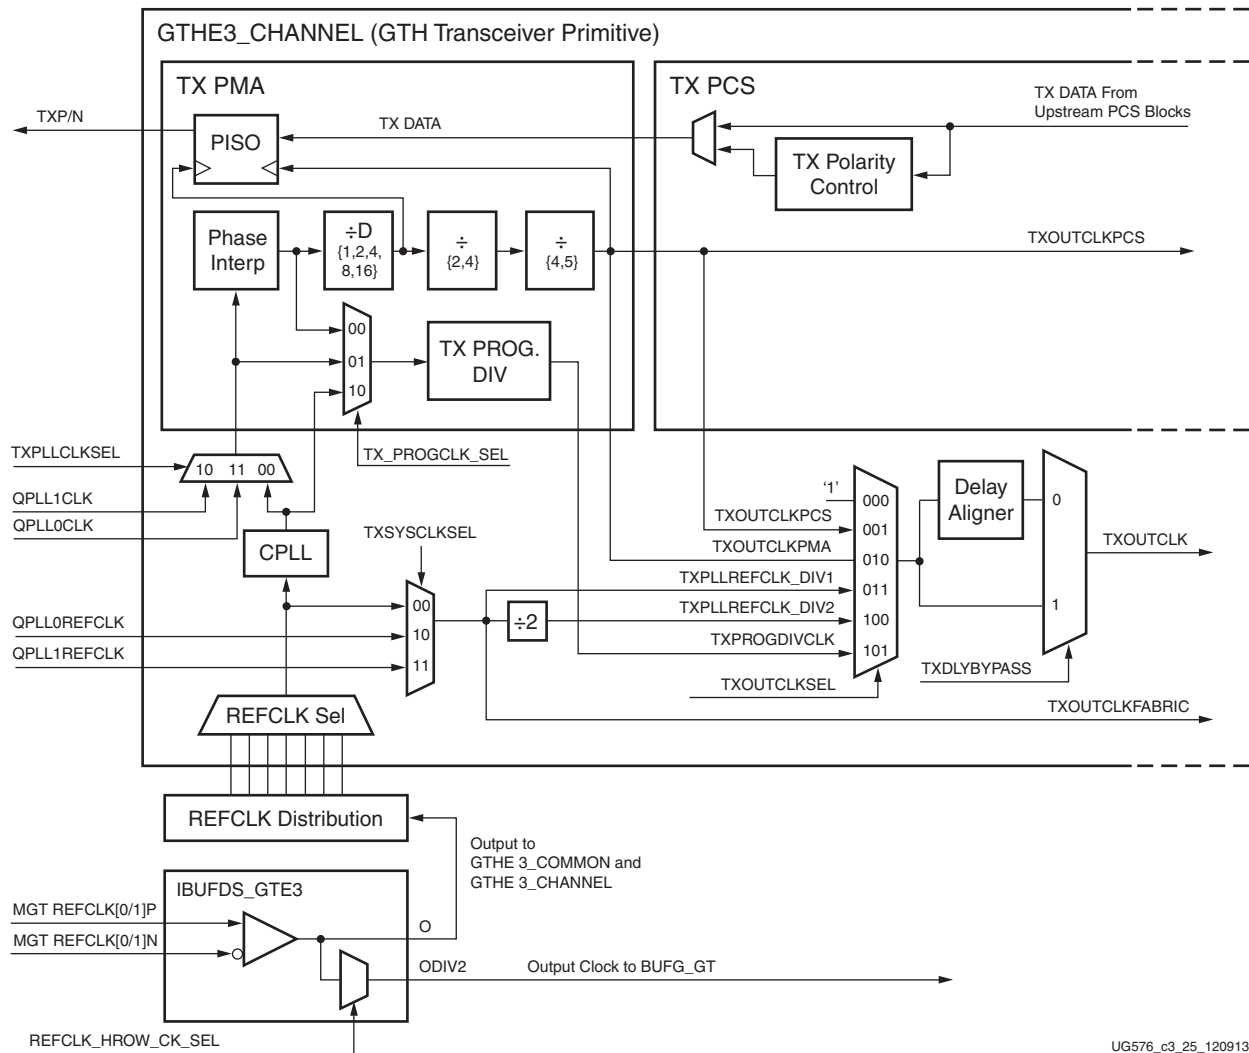 GTHE3_CHANNEL (GTH Transceiver Primitive)
TX PMA
TX PCS
TX DATA From
Upstream PCS Blocks
TXP/N
TX DATA
PISO
TX Polarity
Control
Phase
Interp
÷D
{1,2,4,
8,16}
÷
{2,4}
÷
{4,5}
TXOUTCLKPCS
00
01
10
TX PROG.
DIV
TXPLLCLKSEL
10 11 00
TX_PROGCLK_SEL
QPLL1CLK
QPLL0CLK
CPLL
TXSYSCLKSEL
'1'
TXOUTCLKPCS
TXOUTCLKPMA
TXPLLREFCLK_DIV1
TXPLLREFCLK_DIV2
TXPROGDIVCLK
000
001
010
011
100
101
Delay
Aligner
0
1
TXOUTCLK
QPLL0REFCLK
QPLL1REFCLK
00
10
11
÷2
TXOUTCLKSEL
TXDLYBYPASS
TXOUTCLKFABRIC
REFCLK Sel
REFCLK Distribution
Output to
GTHE 3_COMMON and
GTHE 3_CHANNEL
IBUFDS_GTE3
MGT REFCLK[0/1]P
MGT REFCLK[0/1]N
O
ODIV2
Output Clock to BUFG_GT
REFCLK_HROW_CK_SEL
UG576_c3_25_120913